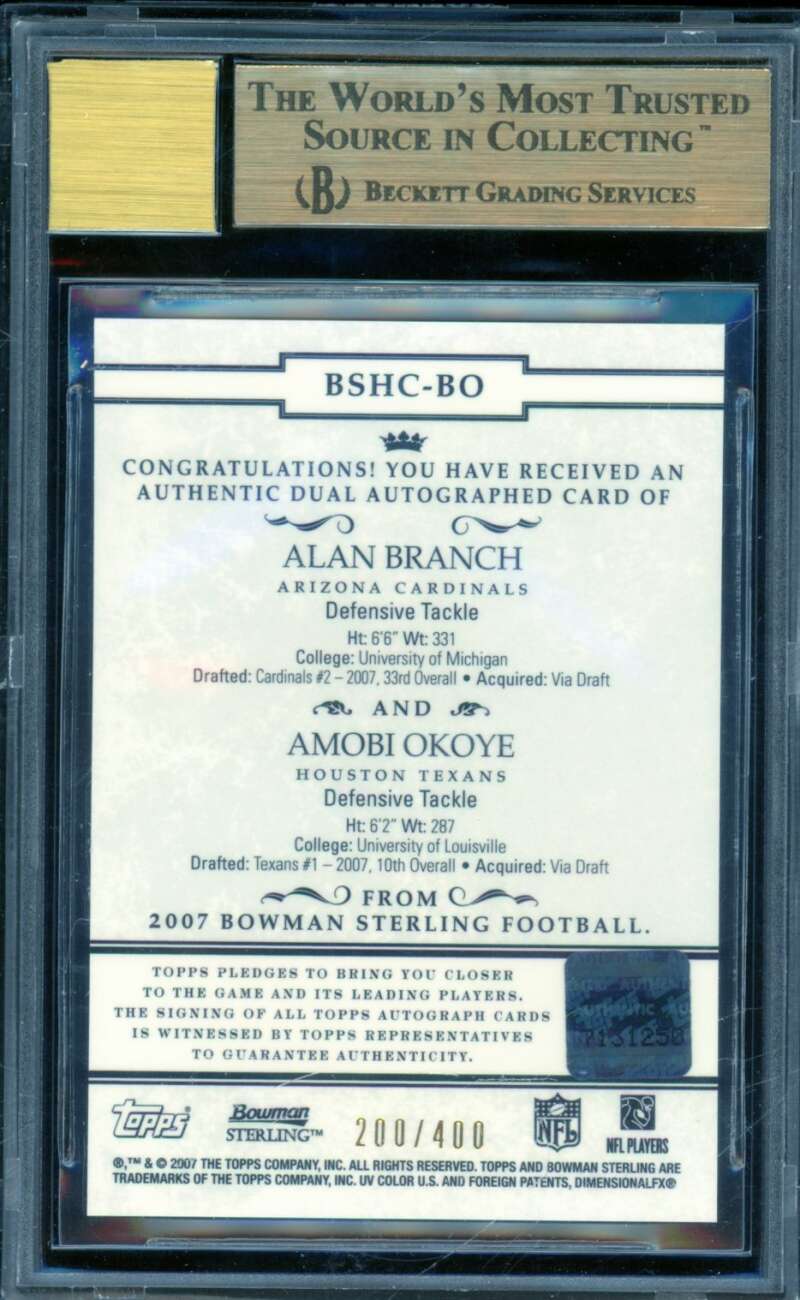 THE WORLD'S MOST TRUSTED
SOURCE IN COLLECTING™
(B) BECKETT GRADING SERVICES
BSHC-BO
CONGRATULATIONS! YOU HAVE RECEIVED AN
AUTHENTIC DUAL AUTOGRAPHED CARD OF
ALAN BRANCH
ARIZONA CARDINALS
Defensive Tackle
Ht: 6'6" Wt: 331
College: University of Michigan
Drafted: Cardinals #2 – 2007, 33rd Overall • Acquired: Via Draft
AND
AMOBI OKOYE
HOUSTON TEXANS
Defensive Tackle
Ht: 6'2" Wt: 287
College: University of Louisville
Drafted: Texans #1 – 2007, 10th Overall • Acquired: Via Draft
FROM
2007 BOWMAN STERLING FOOTBALL.
TOPPS PLEDGES TO BRING YOU CLOSER
TO THE GAME AND ITS LEADING PLAYERS.
THE SIGNING OF ALL TOPPS AUTOGRAPH CARDS
IS WITNESSED BY TOPPS REPRESENTATIVES
TO GUARANTEE AUTHENTICITY.
AUTHENTIC
topps®
Bowman
STERLING™
200/400
NFL
NFL PLAYERS
®,™ & © 2007 THE TOPPS COMPANY, INC. ALL RIGHTS RESERVED. TOPPS AND BOWMAN STERLING ARE
TRADEMARKS OF THE TOPPS COMPANY, INC. UV COLOR U.S. AND FOREIGN PATENTS, DIMENSIONALFX®